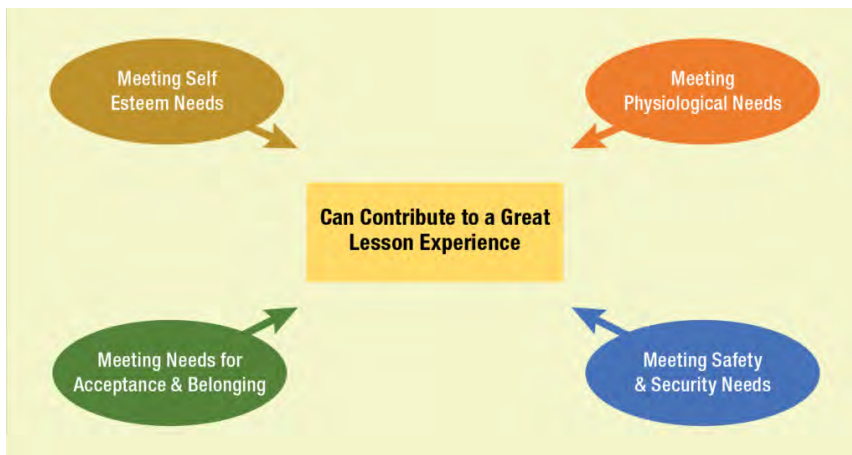 Meeting Self
Esteem Needs
Meeting
Physiological Needs
Can Contribute to a Great
Lesson Experience
Meeting Needs for
Acceptance & Belonging
Meeting Safety
& Security Needs